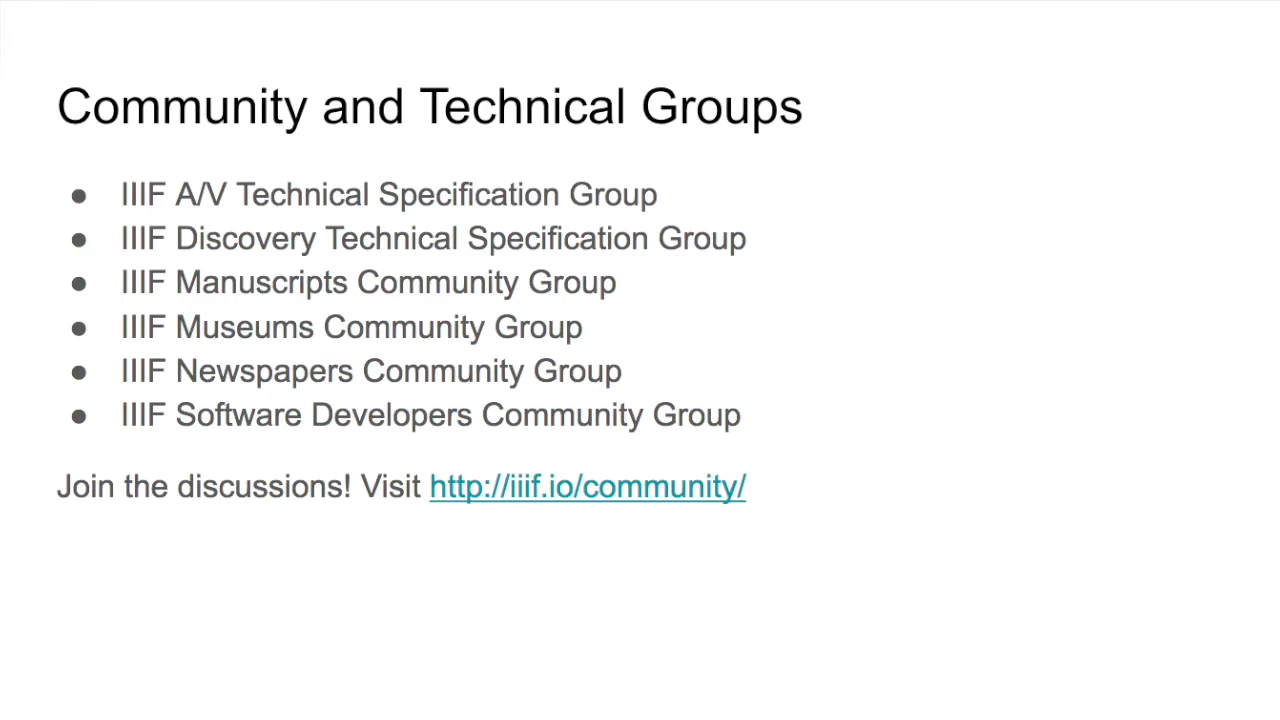 Community and Technical Groups
● IIIF A/V Technical Specification Group
● IIIF Discovery Technical Specification Group
● IIIF Manuscripts Community Group
● IIIF Museums Community Group
● IIIF Newspapers Community Group
● IIIF Software Developers Community Group
Join the discussions! Visit http://iiif.io/community/